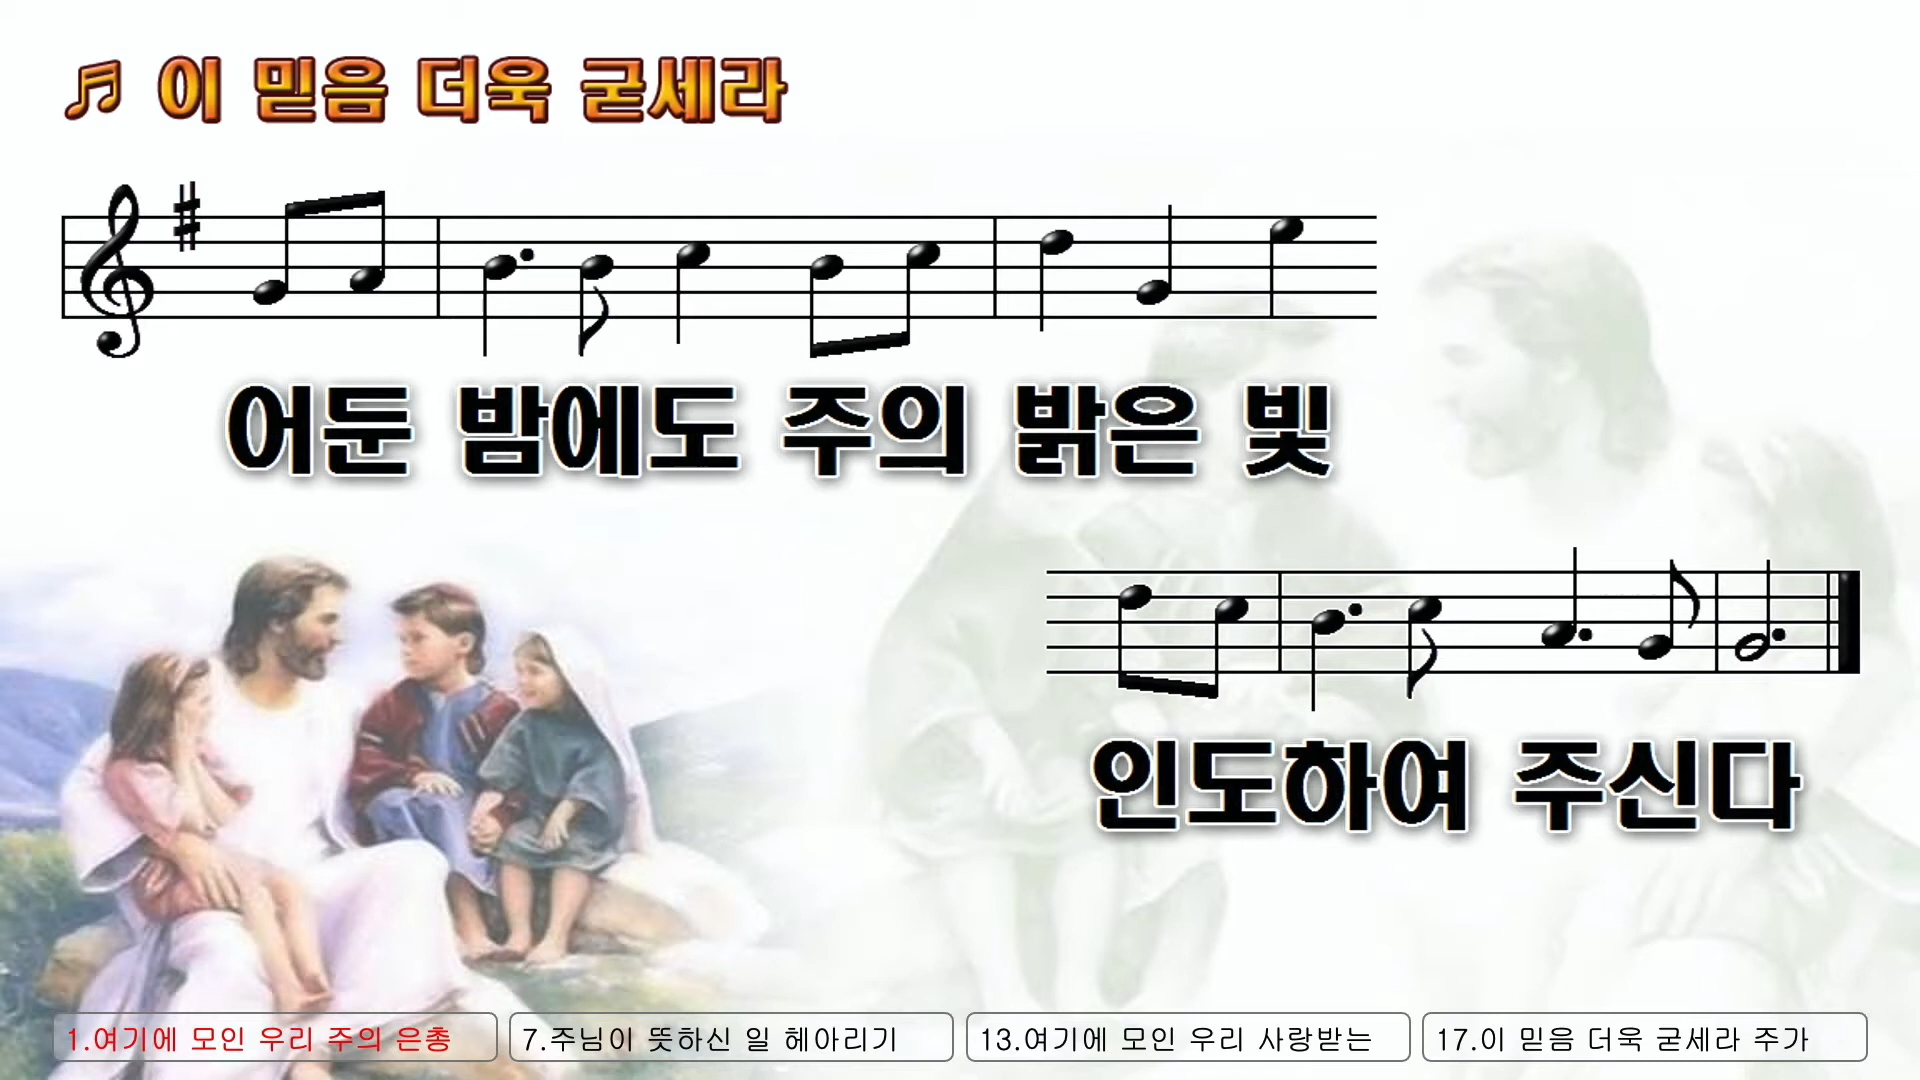 ♬ 이 믿음 더욱 굳세라
어둔 밤에도 주의 밝은 빛
인도하여 주신다
1.여기에 모인 우리 주의 은총
7.주님이 뜻하신 일 헤아리기
13.여기에 모인 우리 사랑받는
17.이 믿음 더욱 굳세라 주가